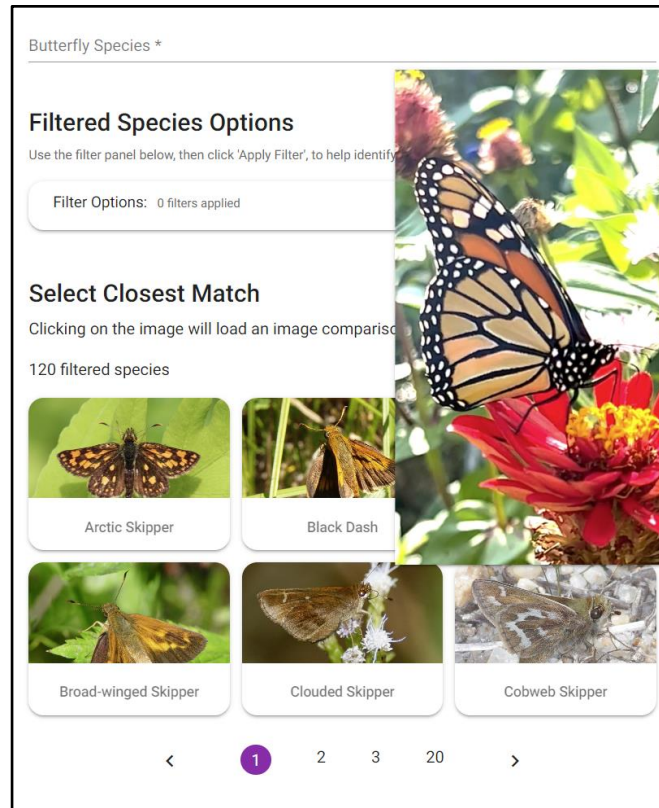 Butterfly Species *
Filtered Species Options
Use the filter panel below, then click 'Apply Filter', to help identify
Filter Options: 0 filters applied
Select Closest Match
Clicking on the image will load an image
120 filtered species
Arctic Skipper
Black Dash
Broad-winged Skipper
Clouded Skipper
Cobweb Skipper
1 2 3 20